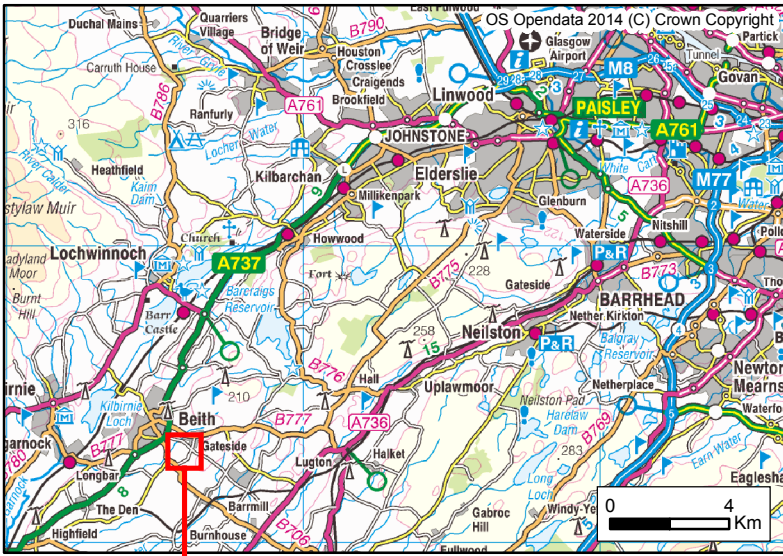 OS Opendata 2014 (C) Crown Copyright
Duchal Mains
Quarriers
Village
Bridge
of Weir
B790
Houston
Crosslee
Craigends
Brookfield
Glasgow
Airport
Partick
Tunnel
Govan
M8
Linwood
Carruth House
B786
River Gryfe
Ranfurly
A761
PAISLEY
A761
JOHNSTONE
316
Locher Water
Heathfield
Kaim
Dam
River Calder
Kilbarchan
Elderslie
Millikenpark
White Cart
A736
M77
Glenburn
Howwood
Church
Lochwinnoch
A737
Fort
B775
228
Waterside
Gateside
P&R
Nitshill
B773
BARRHEAD
Nether Kirkton
Barr
Castle
Barcraigs
Reservoir
258
15
Neilston
P&R
Balgray
Reservoir
Burnt
Hill
B776
Hall
Uplawmoor
Netherplace
Newton
Mearns
210
Kilbirnie
Loch
Beith
B777
A736
Neilston Pad
Harelaw
Dam
B769
283
B777
Gateside
Lugton
Halket
Longbar
8
The Den
Barrmill
B706
Burnhouse
Highfield
Long
Loch
Gabroc
Hill
Earn Water
0 4
Km